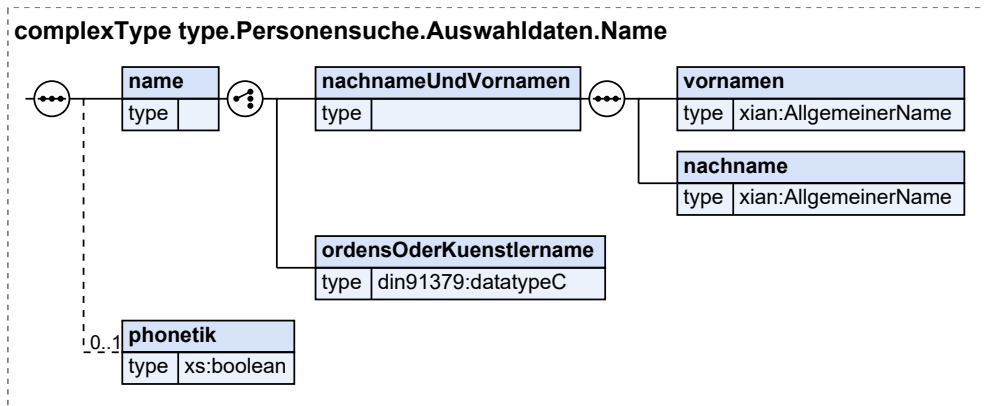 complexType type.Personensuche.Auswahldaten.Name
name
type
nachnameUndVornamen
type
vornamen
type xian:AllgemeinerName
nachname
type xian:AllgemeinerName
ordensOderKuenstlername
type din91379:datatypeC
0..1
phonetik
type xs:boolean